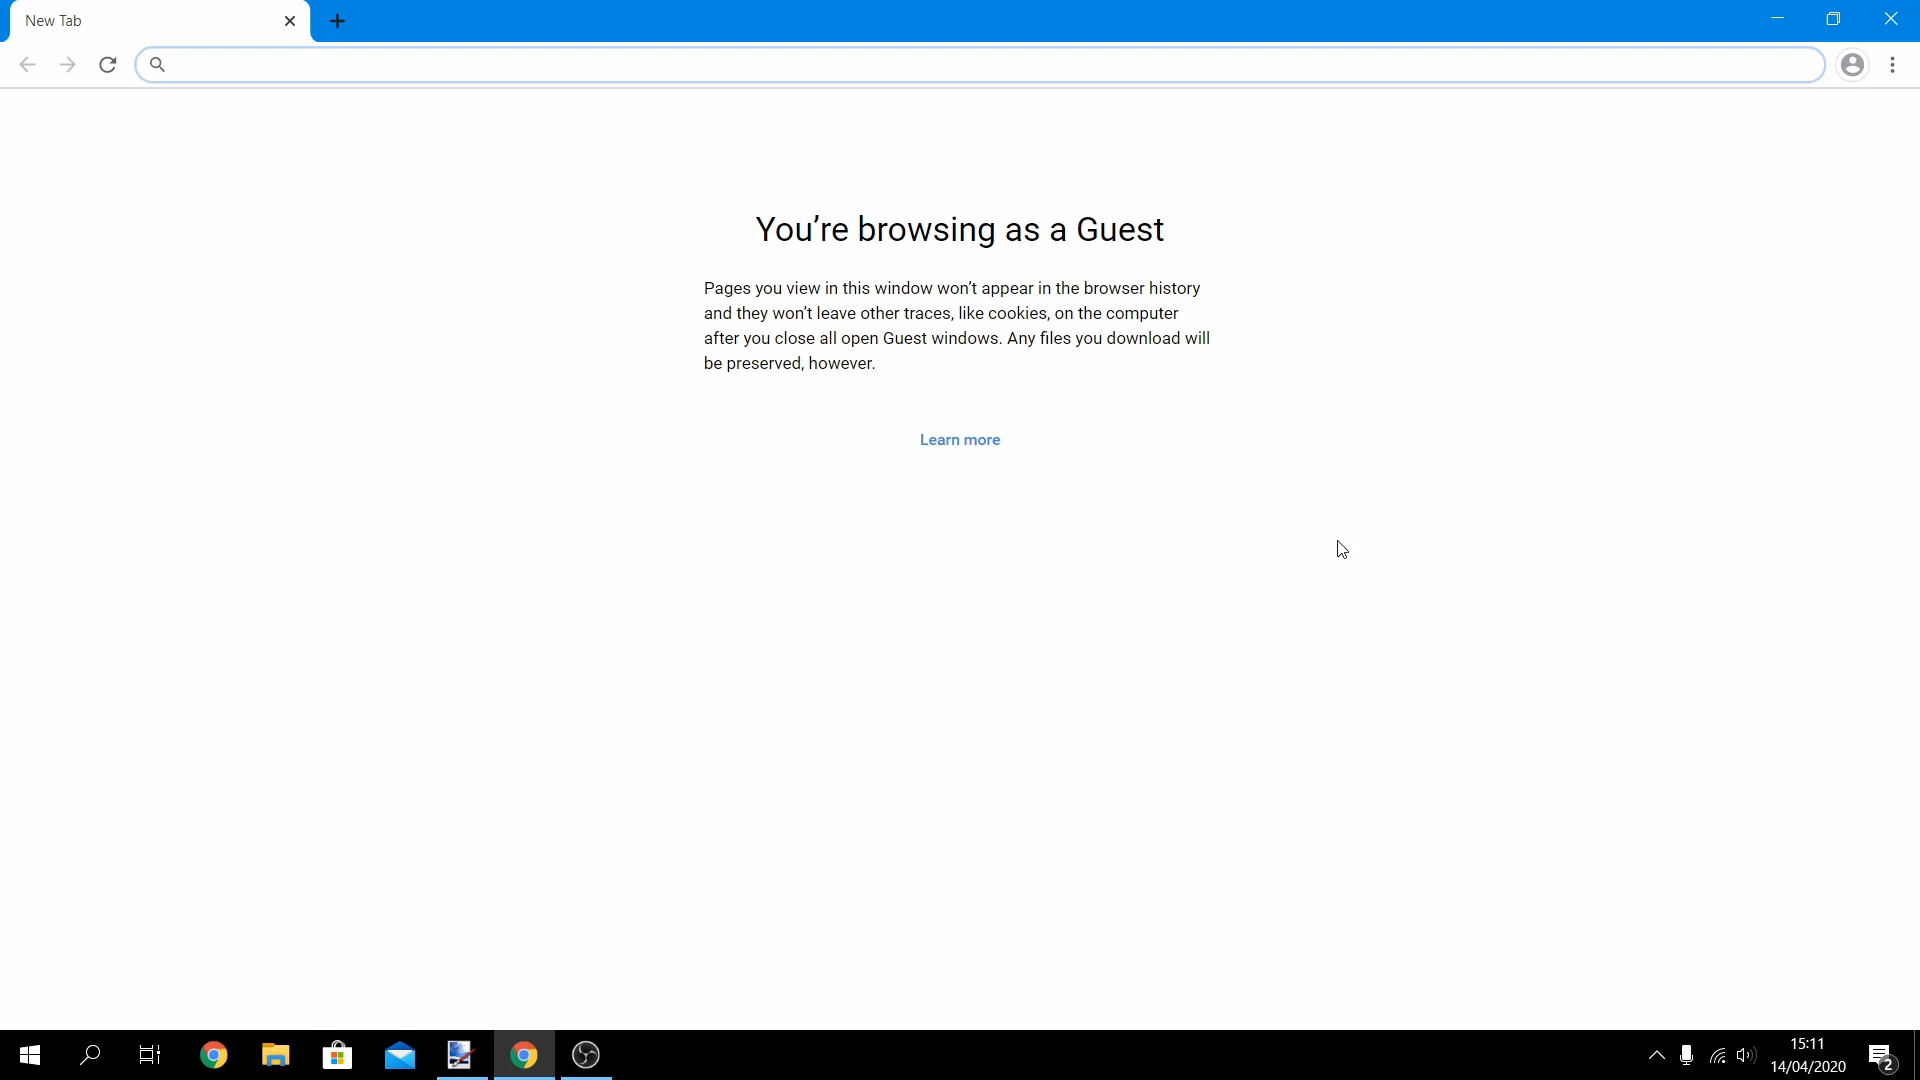 New Tab
You're browsing as a Guest
Pages you view in this window won't appear in the browser history
and they won't leave other traces, like cookies, on the computer
after you close all open Guest windows. Any files you download will
be preserved, however.
Learn more
15:11
14/04/2020
2